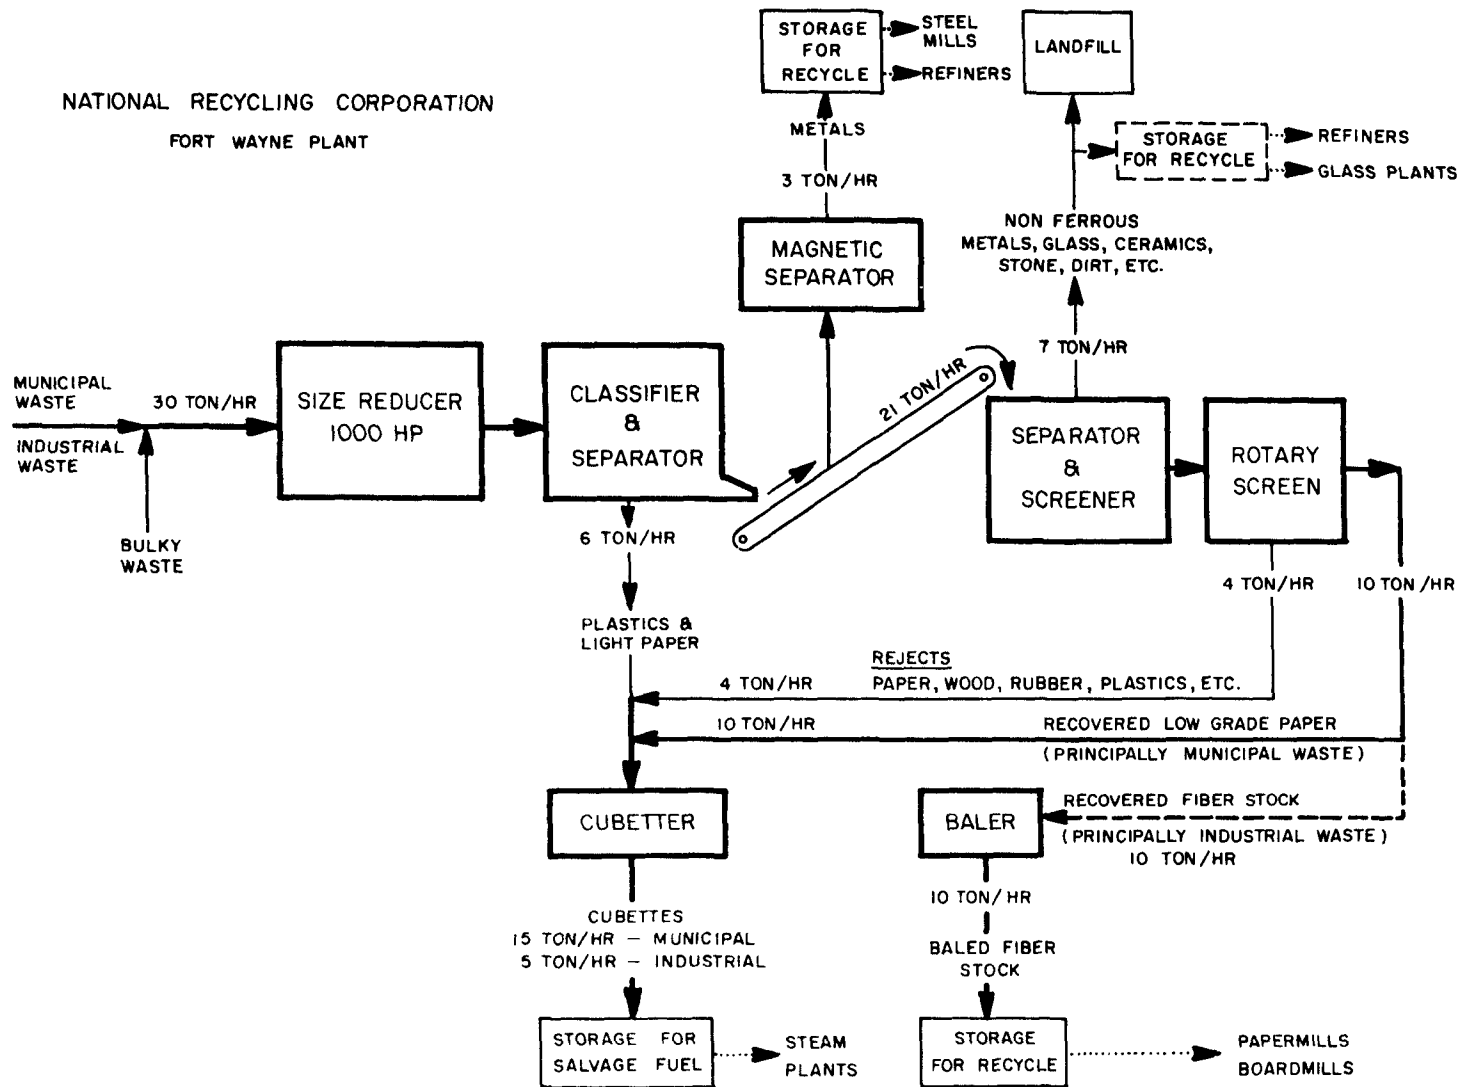 NATIONAL RECYCLING CORPORATION
FORT WAYNE PLANT
STORAGE
FOR
RECYCLE
STEEL
MILLS
REFINERS
LANDFILL
METALS
3 TON/HR
STORAGE
FOR RECYCLE
REFINERS
GLASS PLANTS
MAGNETIC
SEPARATOR
NON FERROUS
METALS, GLASS, CERAMICS,
STONE, DIRT, ETC.
7 TON/HR
MUNICIPAL
WASTE
INDUSTRIAL
WASTE
30 TON/HR
BULKY
WASTE
SIZE REDUCER
1000 HP
CLASSIFIER
&
SEPARATOR
21 TON/HR
SEPARATOR
&
SCREENER
ROTARY
SCREEN
6 TON/HR
4 TON/HR
10 TON/HR
PLASTICS &
LIGHT PAPER
REJECTS
4 TON/HR PAPER, WOOD, RUBBER, PLASTICS, ETC.
10 TON/HR RECOVERED LOW GRADE PAPER
(PRINCIPALLY MUNICIPAL WASTE)
CUBETTER
BALER
RECOVERED FIBER STOCK
(PRINCIPALLY INDUSTRIAL WASTE)
10 TON/HR
CUBETTES
15 TON/HR – MUNICIPAL
5 TON/HR – INDUSTRIAL
10 TON/HR
BALED FIBER
STOCK
STORAGE FOR
SALVAGE FUEL
STEAM
PLANTS
STORAGE
FOR RECYCLE
PAPERMILLS
BOARDMILLS